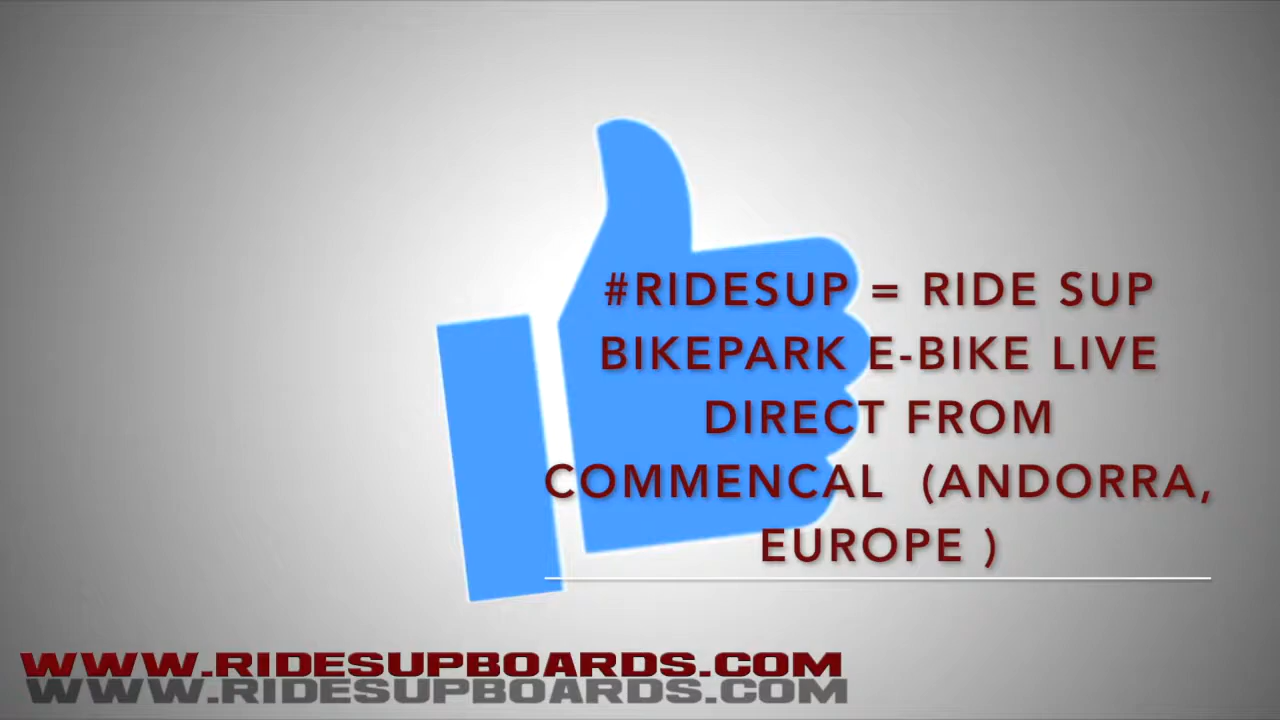 #RIDESUP = RIDE SUP
BIKEPARK E-BIKE LIVE
DIRECT FROM
COMMENCAL (ANDORRA,
EUROPE )
WWW.RIDESUPBOARDS.COM
WWW.RIDESUPBOARDS.COM